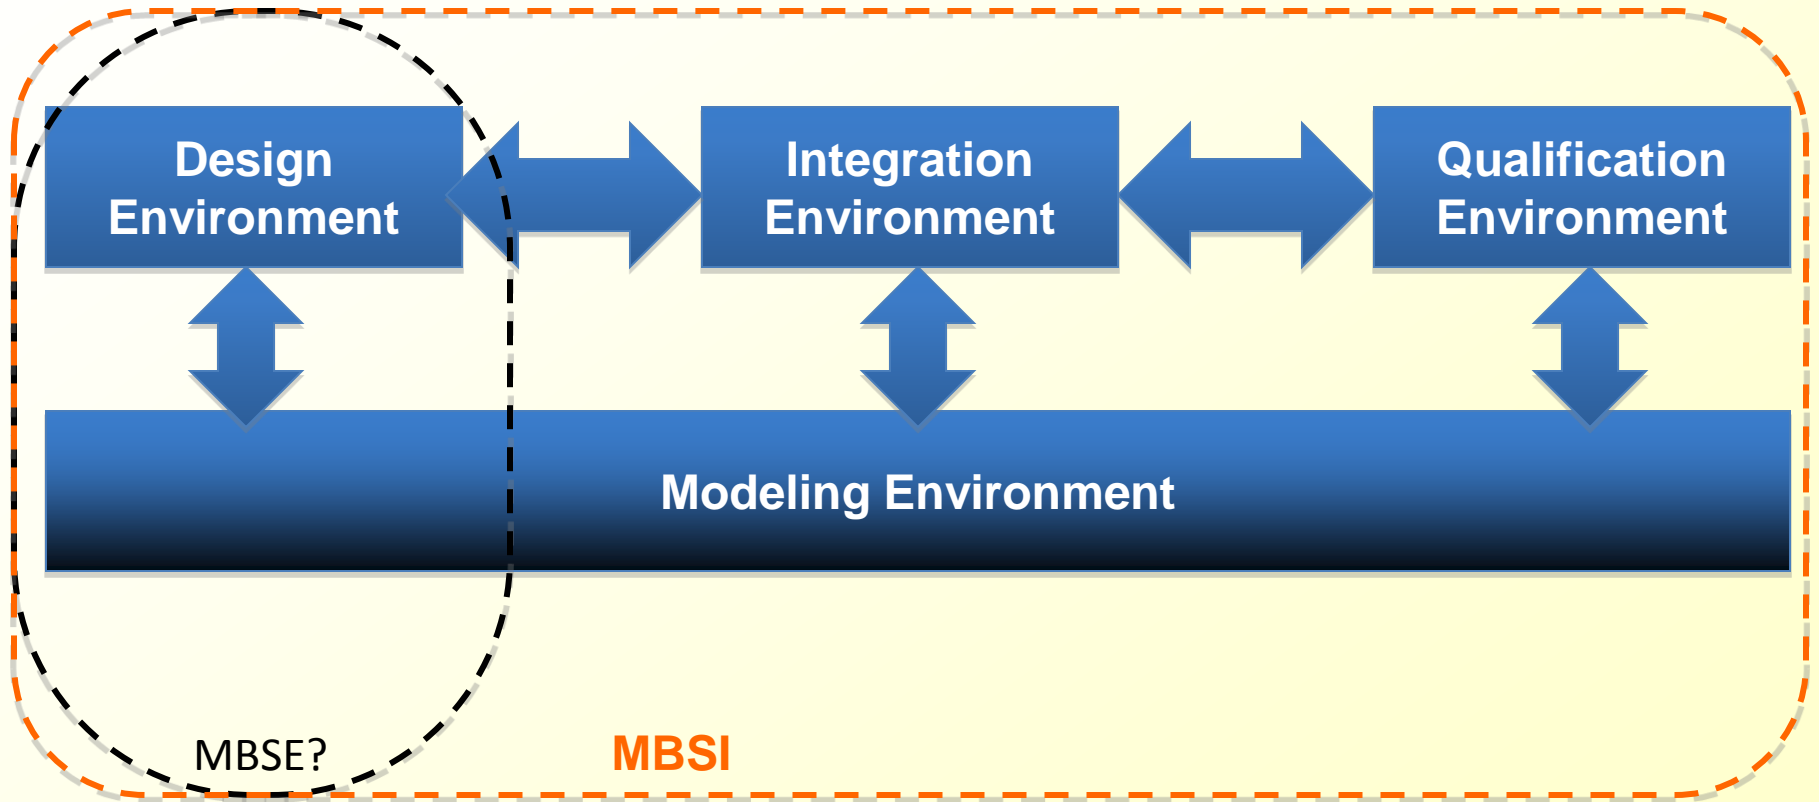 Design
Environment
Integration
Environment
Qualification
Environment
Modeling Environment
MBSE?
MBSI